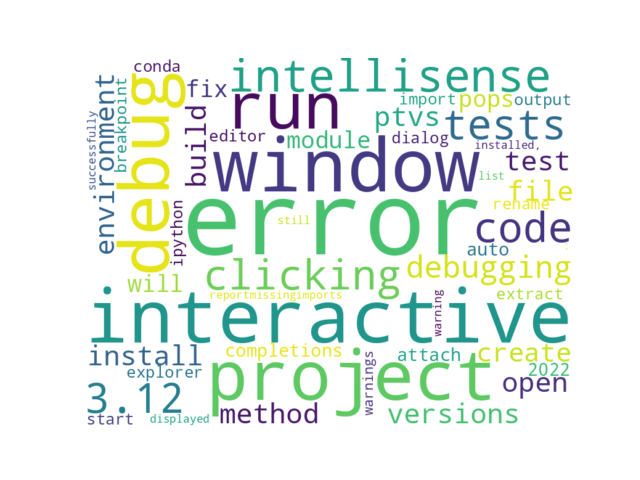 conda
intellisense
fix
run
import
pops
output
ptvs
tests
successfully
breakpoint
environment
debug
build
editor
module
dialog
installed,
window
test
list
file
ipython
error
rename
still
code
auto
clicking
debugging
will
reportmissingimports
extract
interactive
warning
install
completions
attach
create
explorer
project
warnings
2022
open
3.12
start
displayed
method
versions